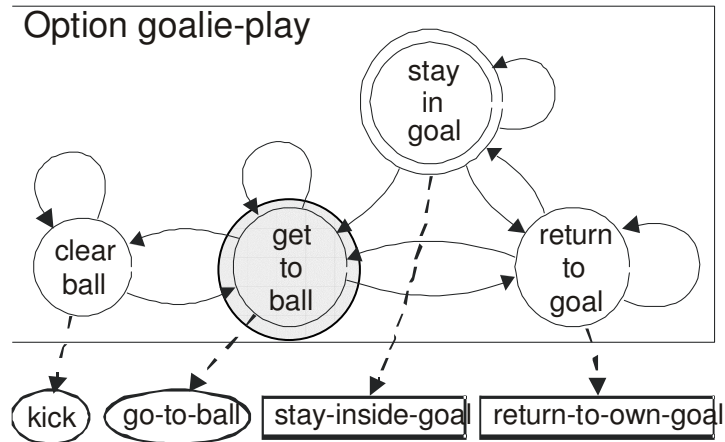 Option goalie-play
stay
in
goal
clear
ball
get
to
ball
return
to
goal
kick
go-to-ball
stay-inside-goal
return-to-own-goal